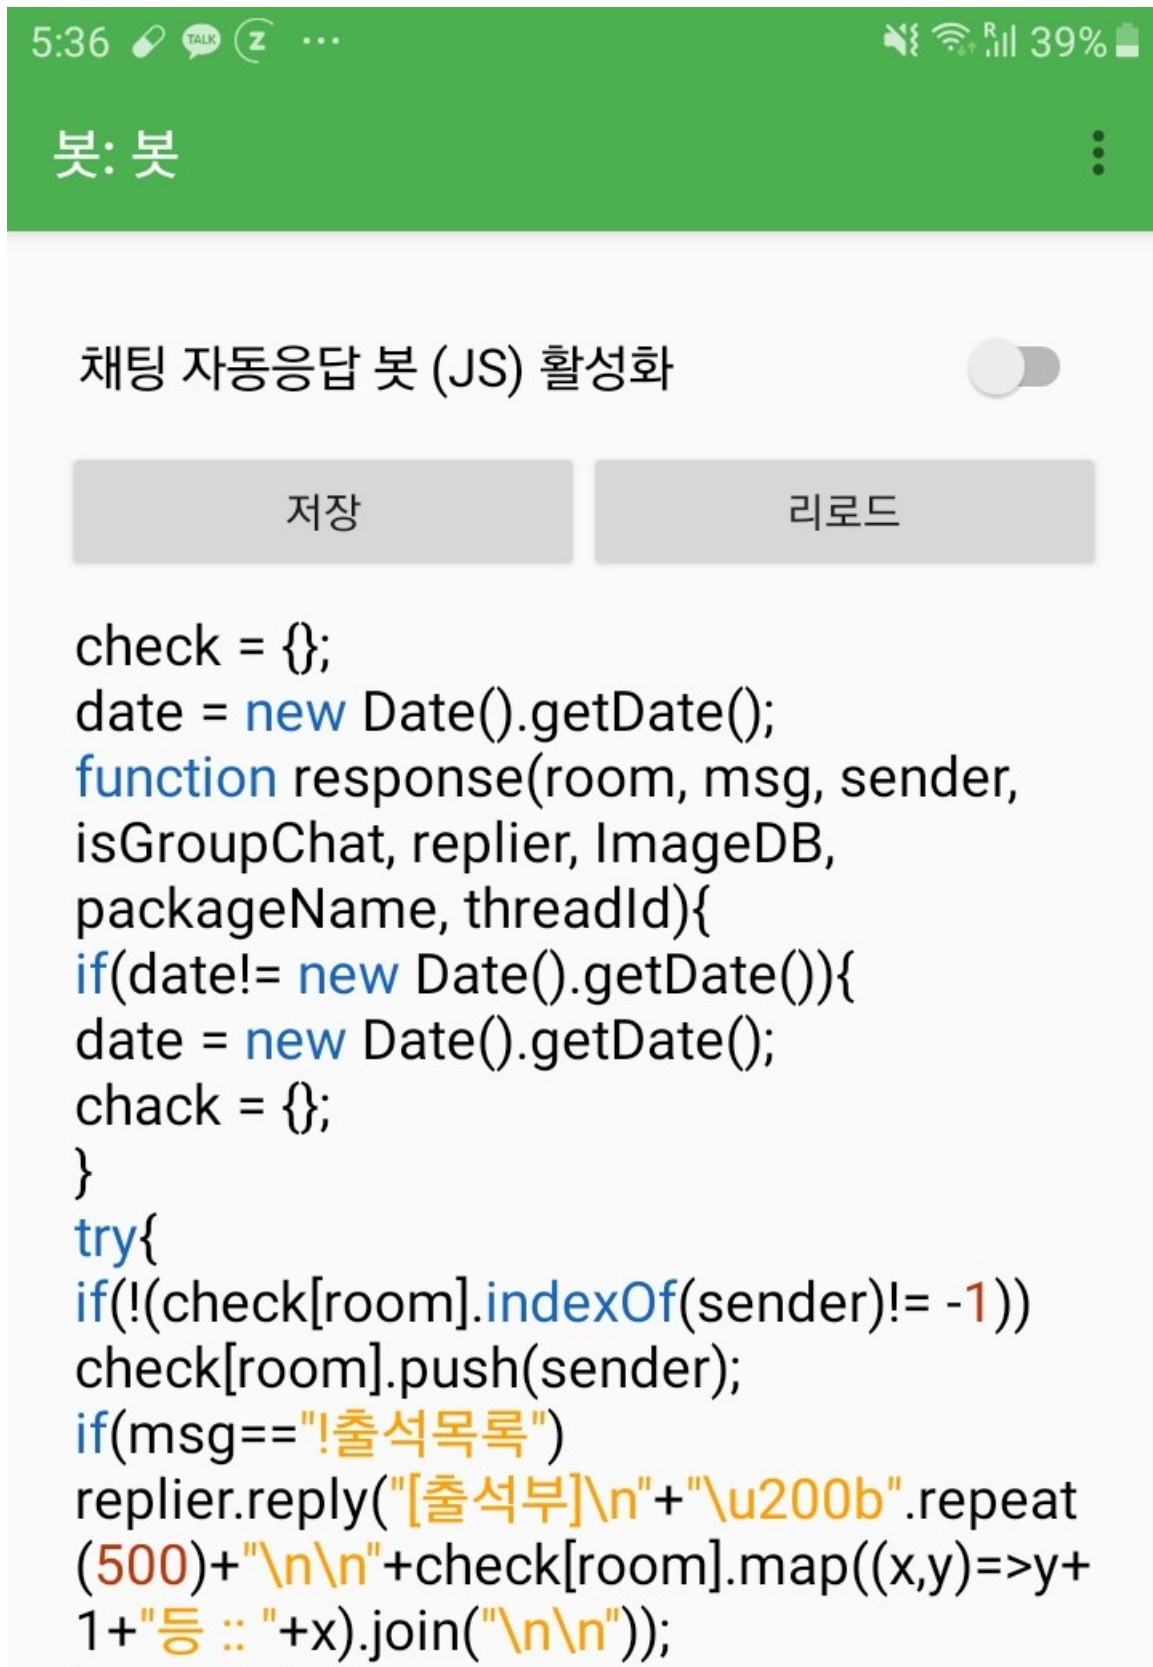 5:36 TALK Z ... R 39%
봇: 봇
채팅 자동응답 봇 (JS) 활성화
저장 리로드
check = {};
date = new Date().getDate();
function response(room, msg, sender,
isGroupChat, replier, ImageDB,
packageName, threadId){
if(date!= new Date().getDate()){
date = new Date().getDate();
chack = {};
}
try{
if(!(check[room].indexOf(sender)!= -1))
check[room].push(sender);
if(msg=="!출석목록")
replier.reply("[출석부]\n"+"\u200b".repeat
(500)+"\n\n"+check[room].map((x,y)=>y+
1+"등 :: "+x).join("\n\n"));